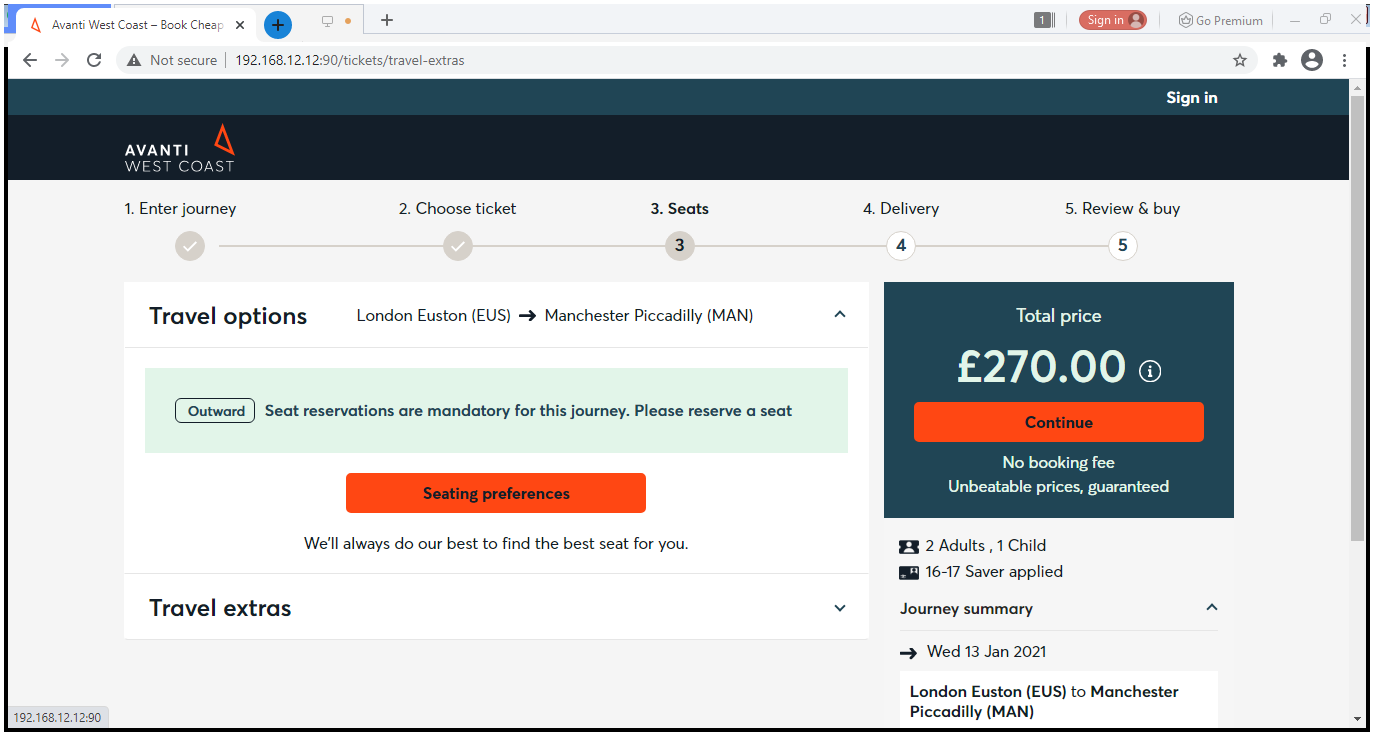 Avanti West Coast – Book Cheap
1
Sign in
Go Premium
Not secure
192.168.12.12:90/tickets/travel-extras
Sign in
AVANTI
WEST COAST
1. Enter journey
2. Choose ticket
3. Seats
4. Delivery
5. Review & buy
3
4
5
Travel options
London Euston (EUS) → Manchester Piccadilly (MAN)
Outward Seat reservations are mandatory for this journey. Please reserve a seat
Seating preferences
We'll always do our best to find the best seat for you.
Travel extras
Total price
£270.00
Continue
No booking fee
Unbeatable prices, guaranteed
2 Adults , 1 Child
16-17 Saver applied
Journey summary
→ Wed 13 Jan 2021
London Euston (EUS) to Manchester
Piccadilly (MAN)
192.168.12.12:90